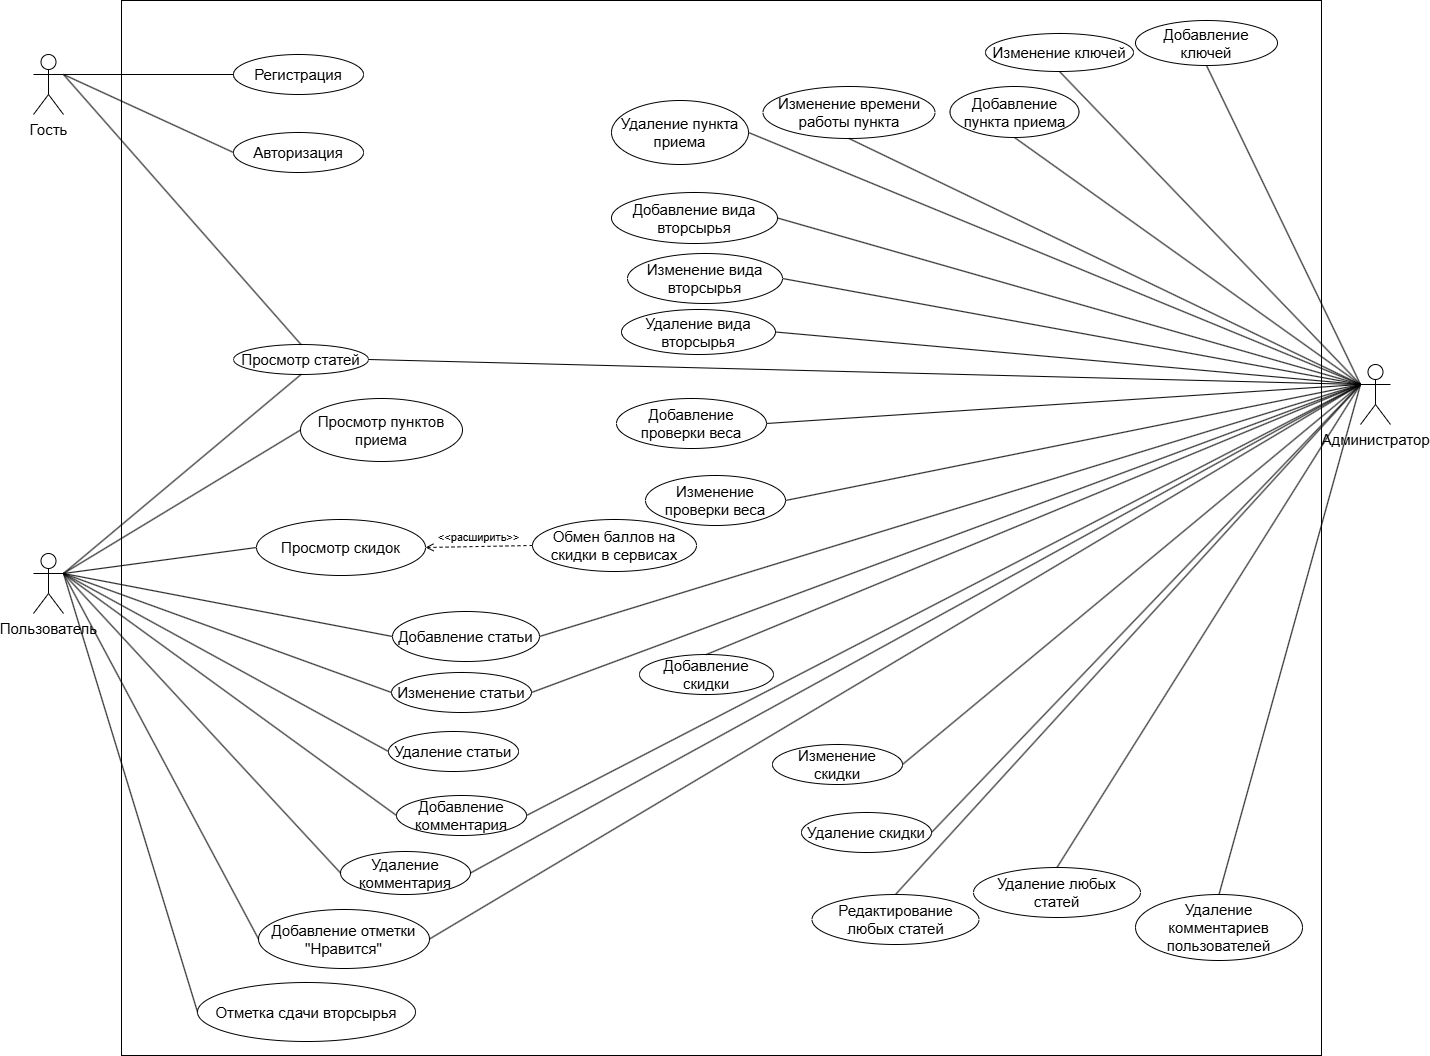 Добавление
ключей
Изменение ключей
Регистрация
Гость
Авторизация
Удаление пункта
приема
Изменение времени
работы пункта
Добавление
пункта приема
Добавление вида
вторсырья
Изменение вида
вторсырья
Удаление вида
вторсырья
Просмотр статей
Просмотр пунктов
приема
Добавление
проверки веса
Администратор
Изменение
проверки веса
Просмотр скидок
<<расширить>>
Обмен баллов на
скидки в сервисах
Пользователь
Добавление статьи
Изменение статьи
Добавление
скидки
Удаление статьи
Изменение
скидки
Добавление
комментария
Удаление скидки
Удаление
комментария
Удаление любых
статей
Редактирование
любых статей
Удаление
комментариев
пользователей
Добавление отметки
"Нравится"
Отметка сдачи вторсырья